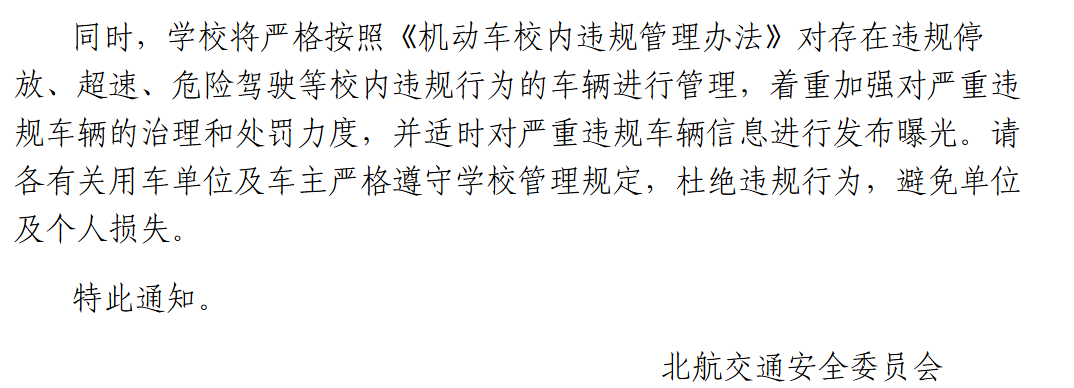 同时，学校将严格按照《机动车校内违规管理办法》对存在违规停
放、超速、危险驾驶等校内违规行为的车辆进行管理，着重加强对严重违
规车辆的治理和处罚力度，并适时对严重违规车辆信息进行发布曝光。请
各有关用车单位及车主严格遵守学校管理规定，杜绝违规行为，避免单位
及个人损失。
特此通知。
北航交通安全委员会